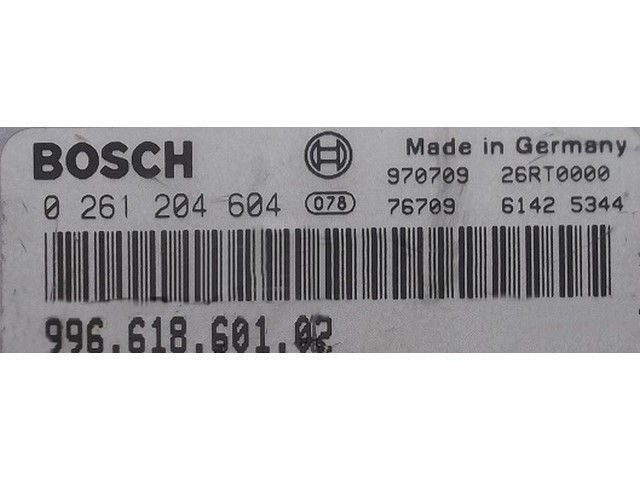 BOSCH Made in Germany
970709 26RT0000
0 261 204 604 078 76709 6142 5344
996.618.601.02